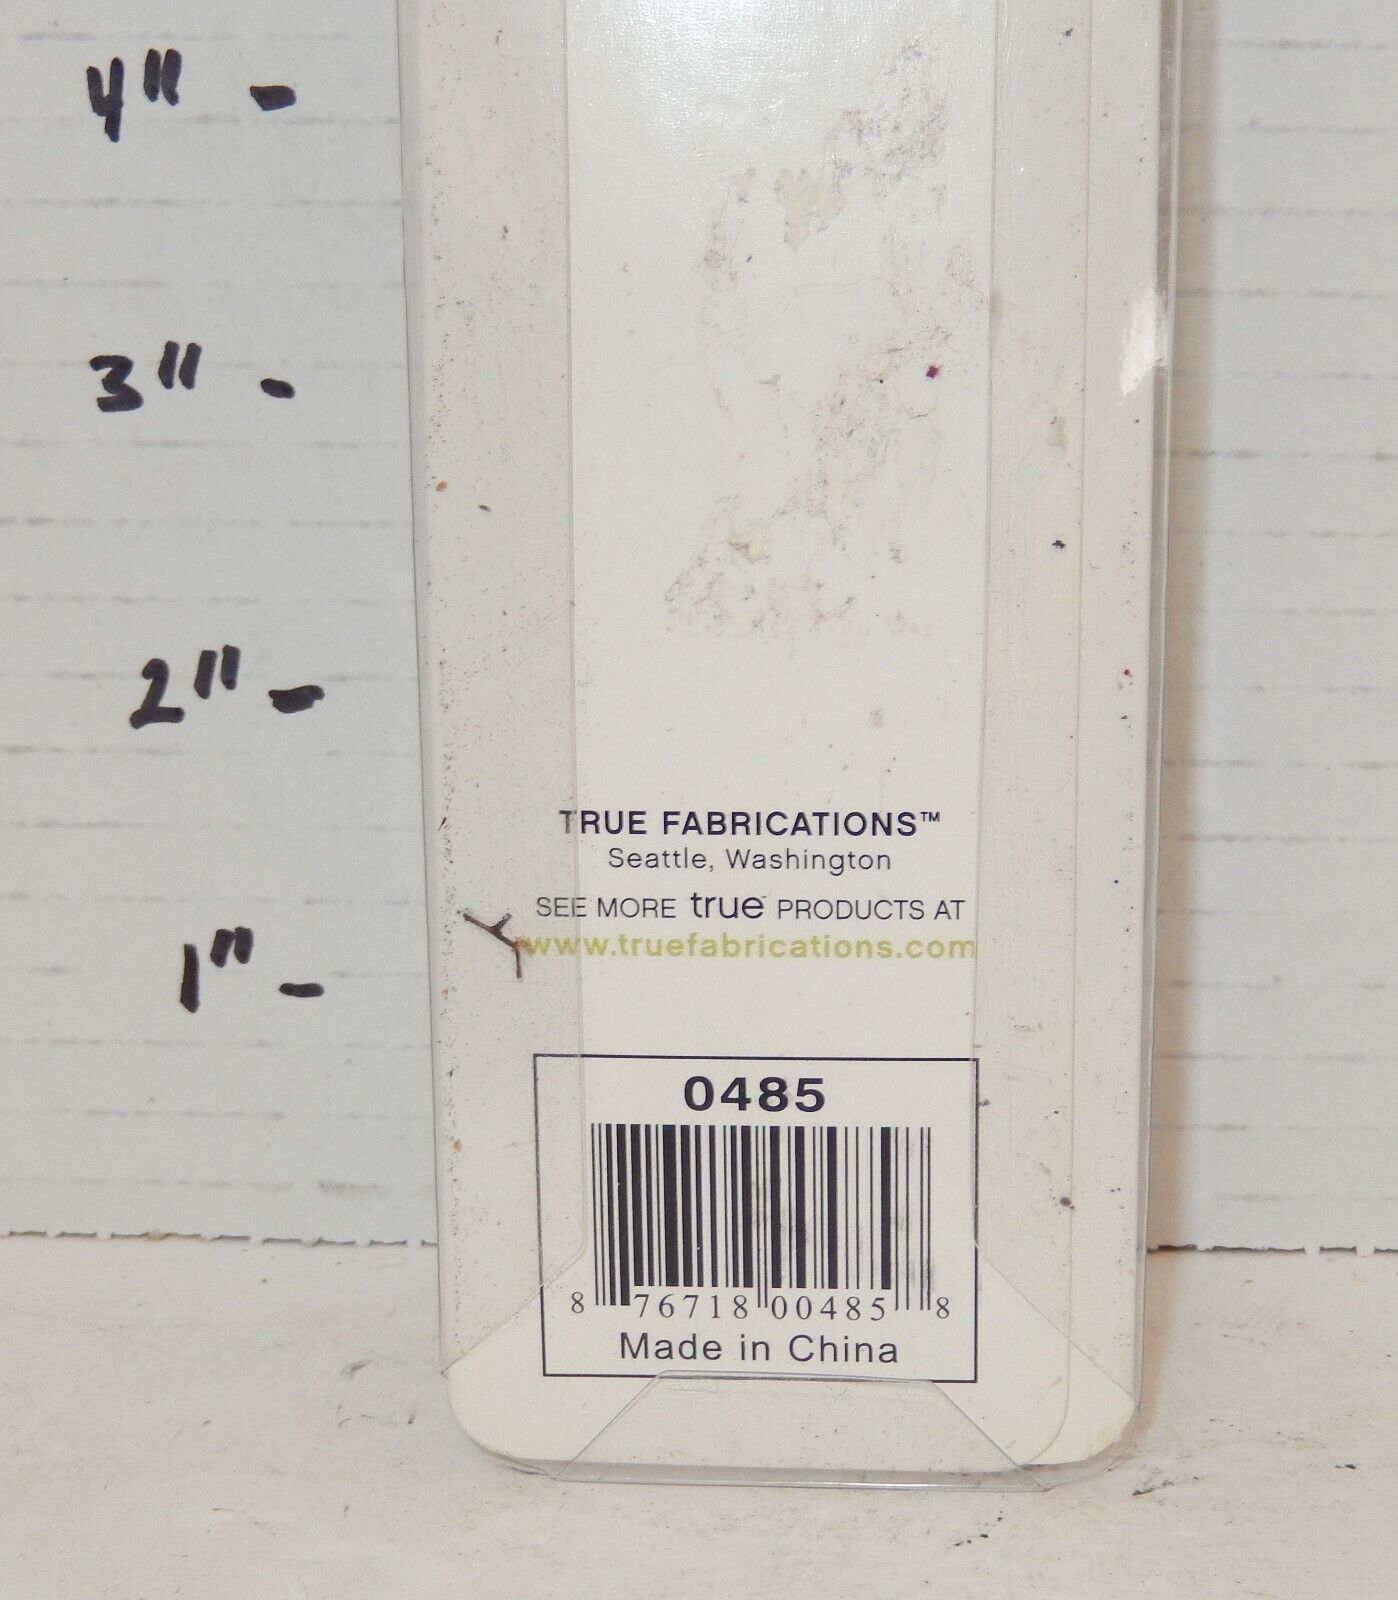 4" -
3" -
2" -
1" -
TRUE FABRICATIONS™
Seattle, Washington
SEE MORE true™ PRODUCTS AT
www.truefabrications.com
0485
8 76718 00485 8
Made in China